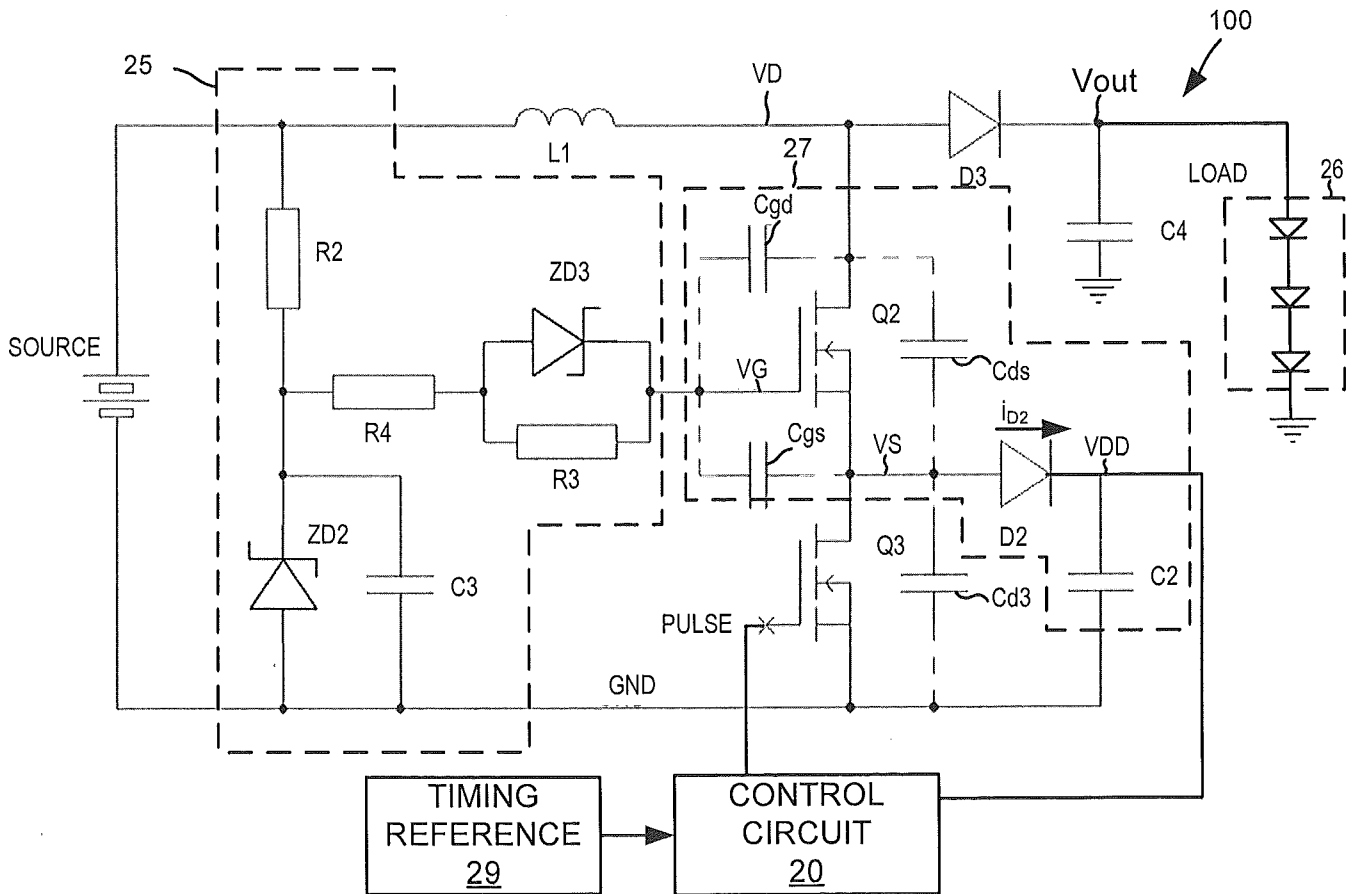 100
25
VD
Vout
L1
27
D3
LOAD
26
Cgd
C4
R2
ZD3
Q2
SOURCE
VG
Cds
R4
iD2
Cgs
VS
VDD
R3
ZD2
Q3
D2
C3
C2
Cd3
PULSE
GND
TIMING
REFERENCE
29
CONTROL
CIRCUIT
20